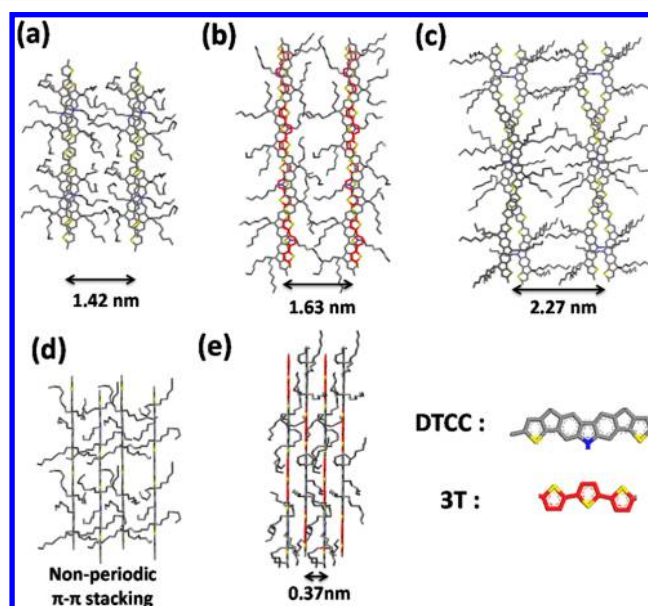 (a)
(b)
(c)
1.42 nm
1.63 nm
2.27 nm
(d)
(e)
DTCC :
3T :
Non-periodic
π-π stacking
0.37nm